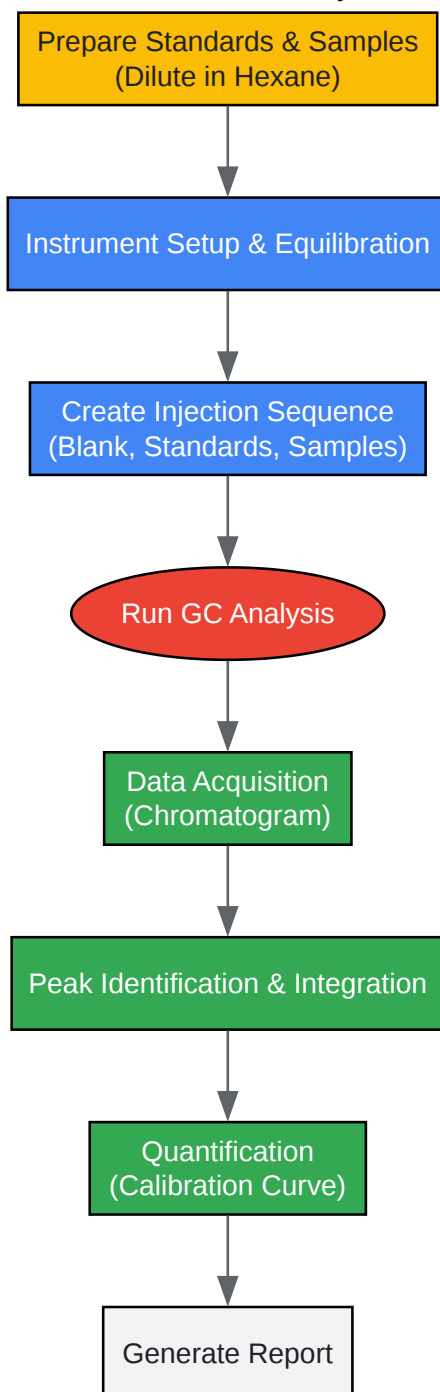 Prepare Standards & Samples
(Dilute in Hexane)
Instrument Setup & Equilibration
Create Injection Sequence
(Blank, Standards, Samples)
Run GC Analysis
Data Acquisition
(Chromatogram)
Peak Identification & Integration
Quantification
(Calibration Curve)
Generate Report